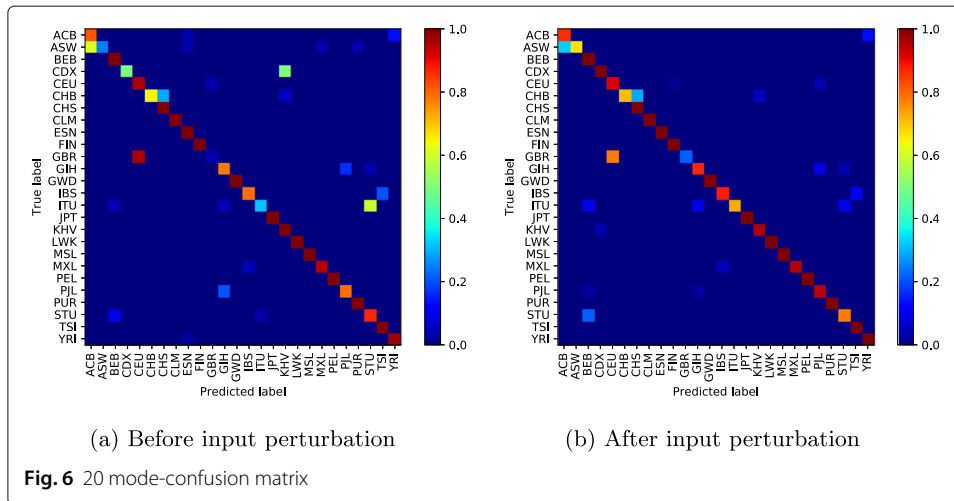 ACB
ASW
BEB
CDX
CEU
CHB
CHS
CLM
ESN
FIN
GBR
GIH
GWD
IBS
ITU
JPT
KHV
LWK
MSL
MXL
PEL
PJL
PUR
STU
TSI
YRI
True label
ACB ASW BEB CDX CEU CHB CHS CLM ESN FIN GBR GIH GWD IBS ITU JPT KHV LWK MSL MXL PEL PJL PUR STU TSI YRI
Predicted label
1.0
0.8
0.6
0.4
0.2
0.0
(a) Before input perturbation
ACB
ASW
BEB
CDX
CEU
CHB
CHS
CLM
ESN
FIN
GBR
GIH
GWD
IBS
ITU
JPT
KHV
LWK
MSL
MXL
PEL
PJL
PUR
STU
TSI
YRI
True label
ACB ASW BEB CDX CEU CHB CHS CLM ESN FIN GBR GIH GWD IBS ITU JPT KHV LWK MSL MXL PEL PJL PUR STU TSI YRI
Predicted label
1.0
0.8
0.6
0.4
0.2
0.0
(b) After input perturbation
Fig. 6 20 mode-confusion matrix